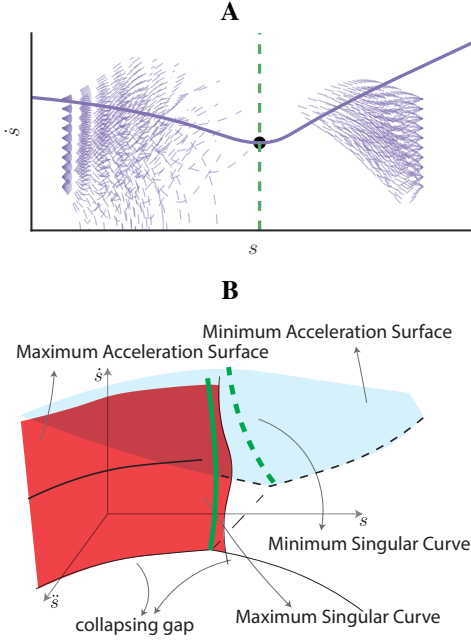 A
ṡ
s
B
Minimum Acceleration Surface
Maximum Acceleration Surface
ṡ
s
Minimum Singular Curve
s̈
Maximum Singular Curve
collapsing gap